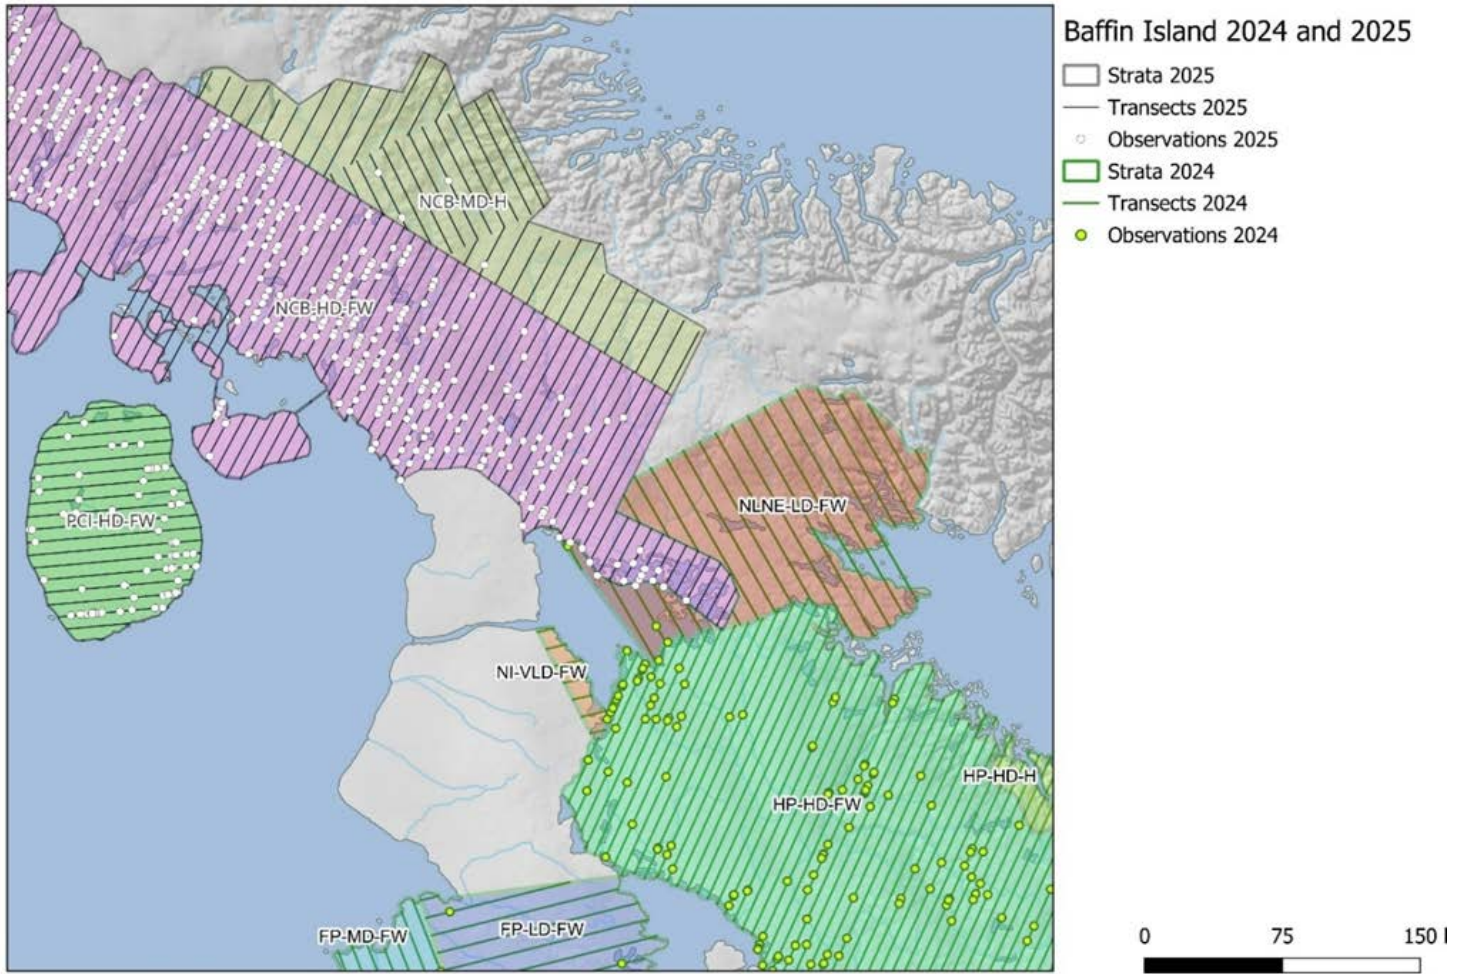 Baffin Island 2024 and 2025
Strata 2025
Transects 2025
Observations 2025
Strata 2024
Transects 2024
Observations 2024
NCB-MD-H
NCB-HD-FW
NLNE-LD-FW
PCI-HD-FW
NI-VLD-FW
HP-HD-H
HP-HD-FW
FP-MD-FW
FP-LD-FW
0 75 150